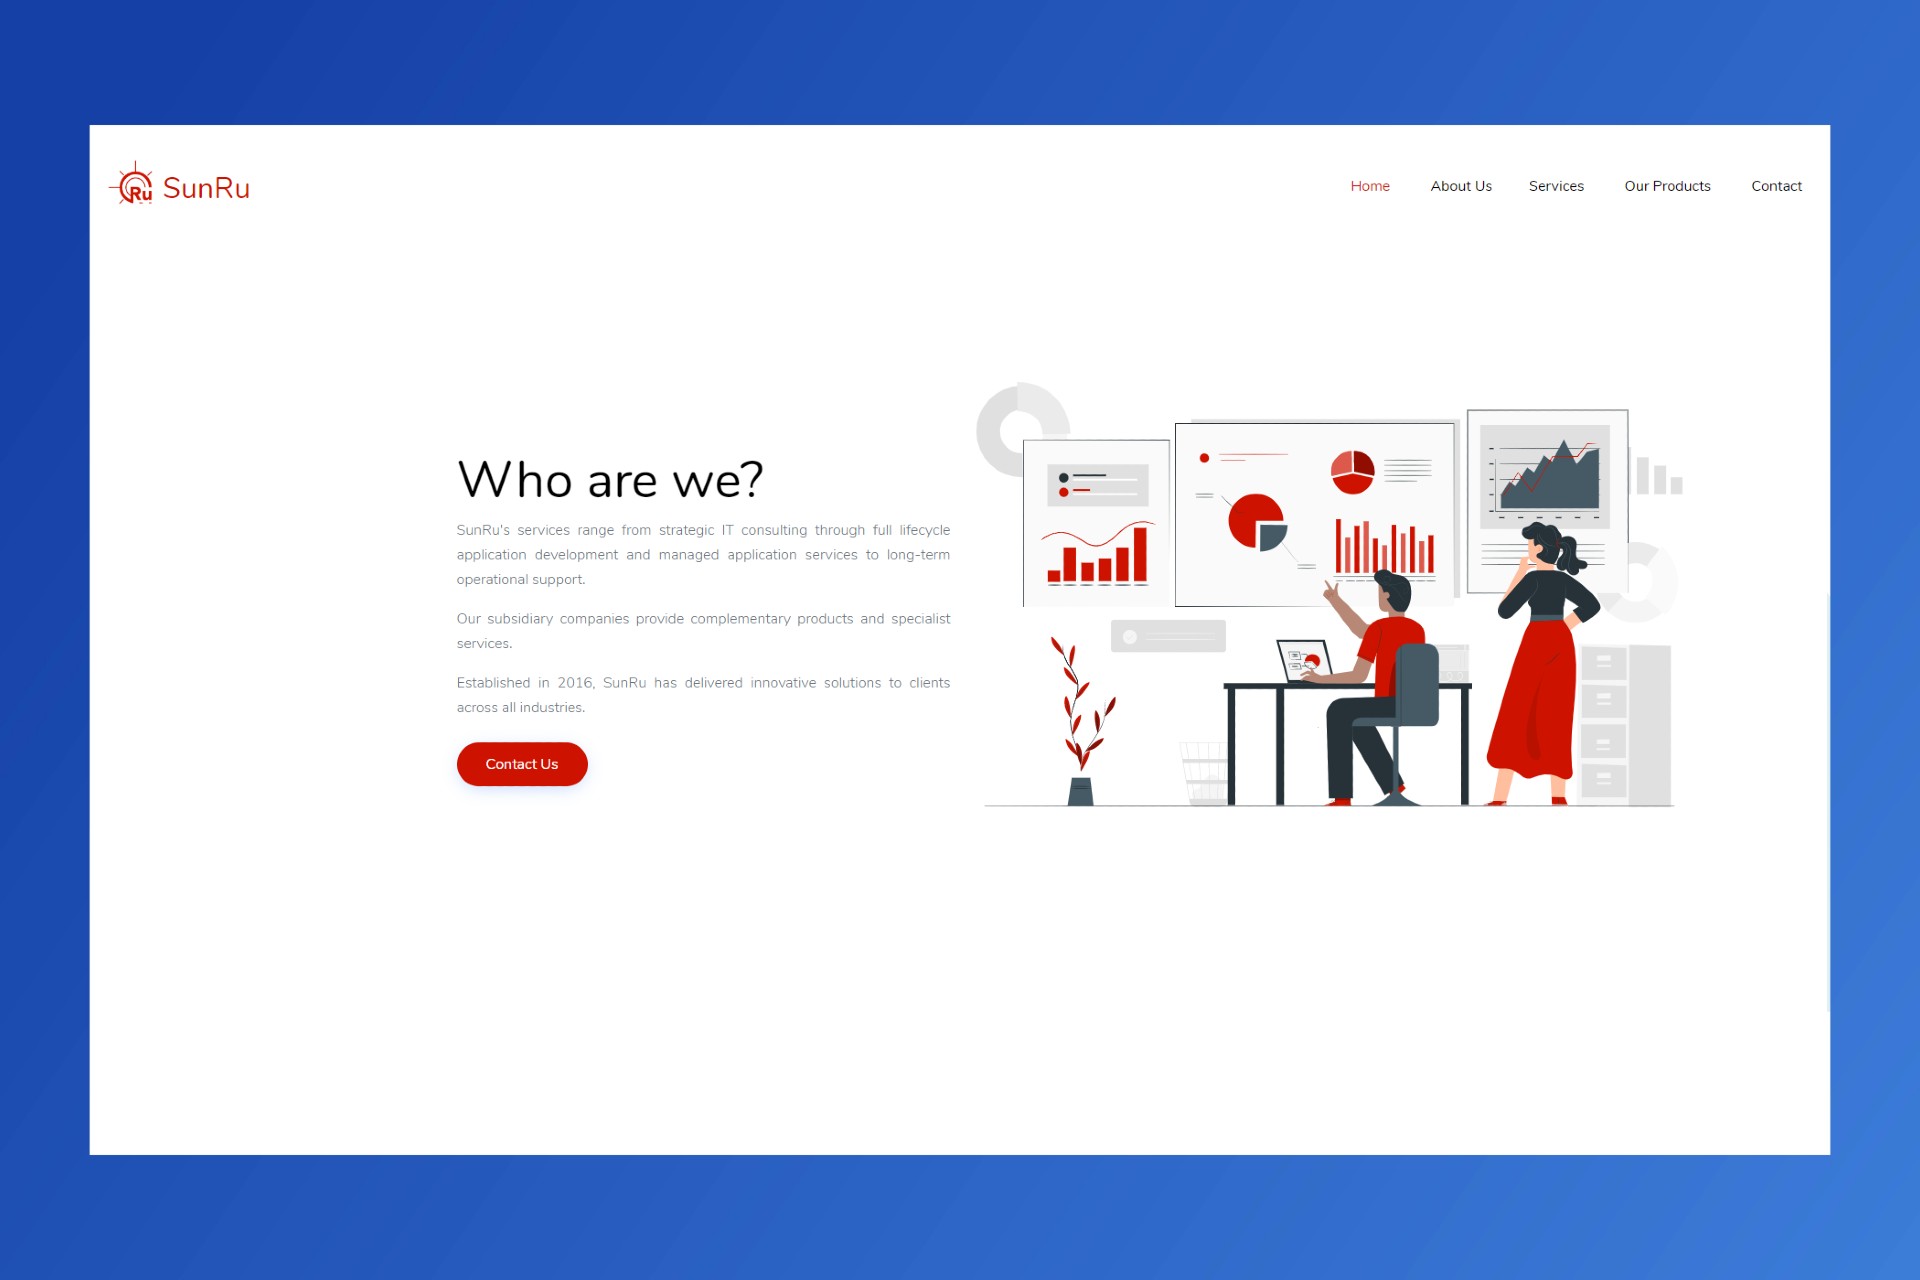 Ru SunRu
Home About Us Services Our Products Contact
Who are we?
SunRu's services range from strategic IT consulting through full lifecycle
application development and managed application services to long-term
operational support.
Our subsidiary companies provide complementary products and specialist
services.
Established in 2016, SunRu has delivered innovative solutions to clients
across all industries.
Contact Us